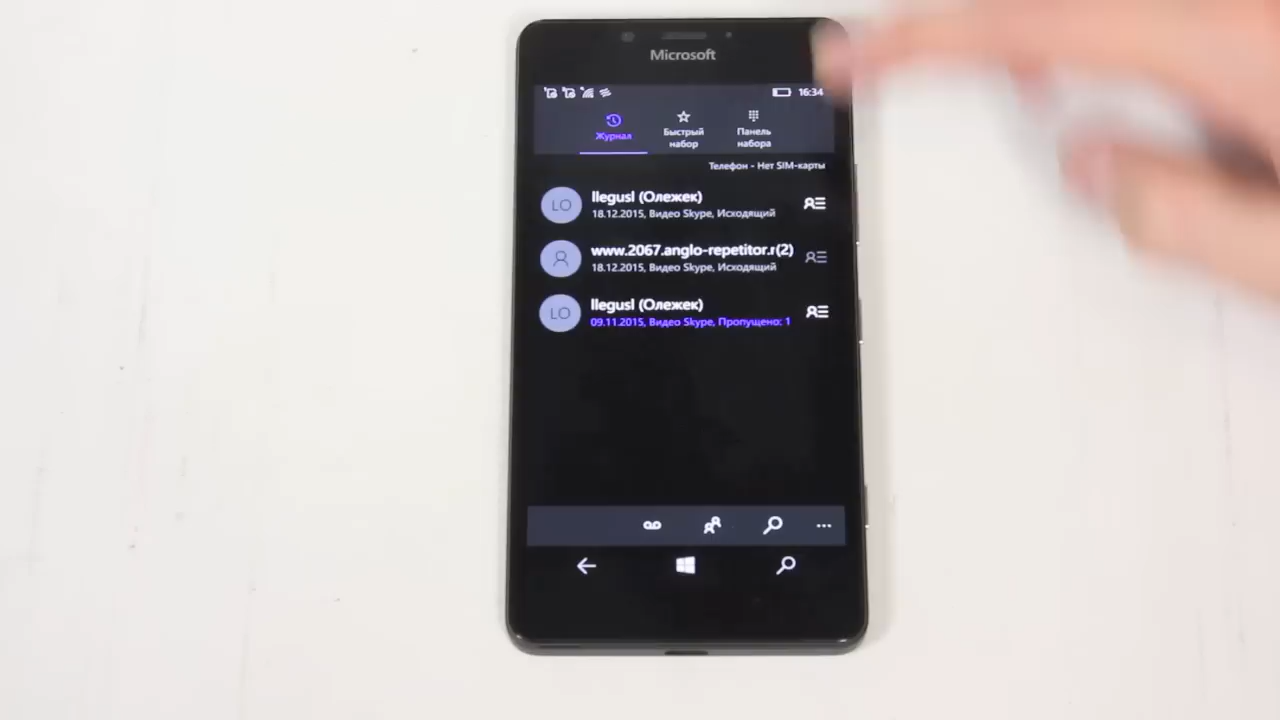 Microsoft
16:34
Журнал
Быстрый
набор
Панель
набора
Телефон - Нет SIM-карты
LO
llegusl (Олежек)
18.12.2015, Видео Skype, Исходящий
www.2067.anglo-repetitor.r(2)
18.12.2015, Видео Skype, Исходящий
LO
llegusl (Олежек)
09.11.2015, Видео Skype, Пропущено: 1